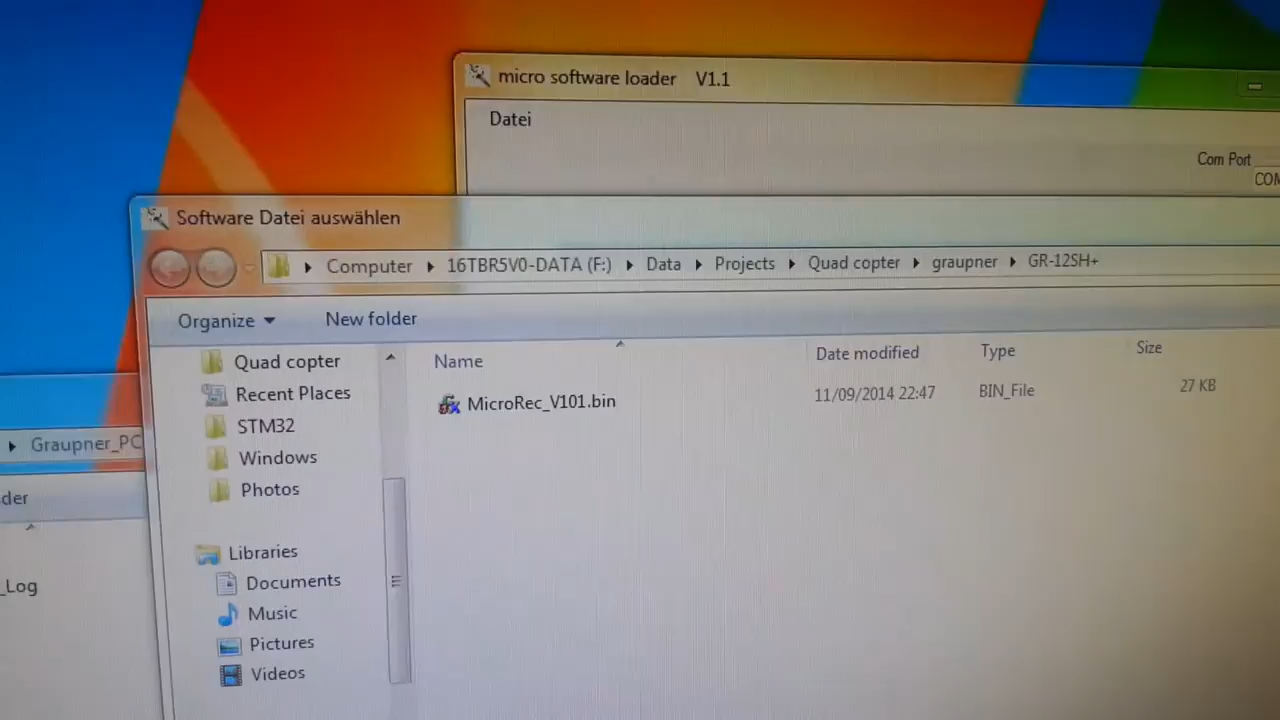 micro software loader V1.1
Datei
Com Port
COM
Software Datei auswählen
Computer 16TBR5V0-DATA (F:) Data Projects Quad copter graupner GR-12SH+
Organize New folder
Name Date modified Type Size
MicroRec_V101.bin 11/09/2014 22:47 BIN_File 27 KB
Quad copter
Recent Places
STM32
Windows
Photos
Libraries
Documents
Music
Pictures
Videos
Graupner_PC
der
_Log